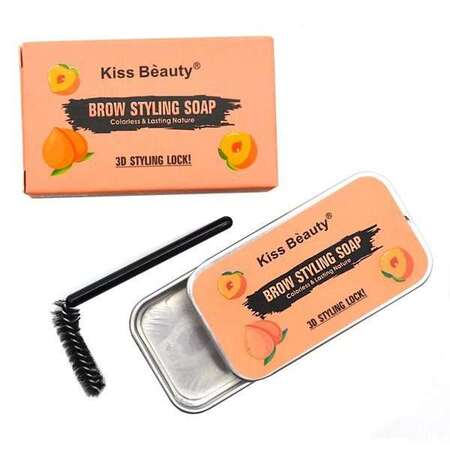 Kiss Bèauty®
BROW STYLING SOAP
Colorless & Lasting Nature
3D STYLING LOCK!
Kiss Bèauty®
BROW STYLING SOAP
Colorless & Lasting Nature
3D STYLING LOCK!